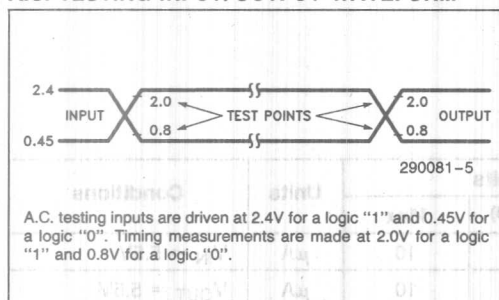 2.4
INPUT
0.45
2.0
0.8
TEST POINTS
2.0
0.8
OUTPUT
290081–5
A.C. testing inputs are driven at 2.4V for a logic "1" and 0.45V for
a logic "0". Timing measurements are made at 2.0V for a logic
"1" and 0.8V for a logic "0".